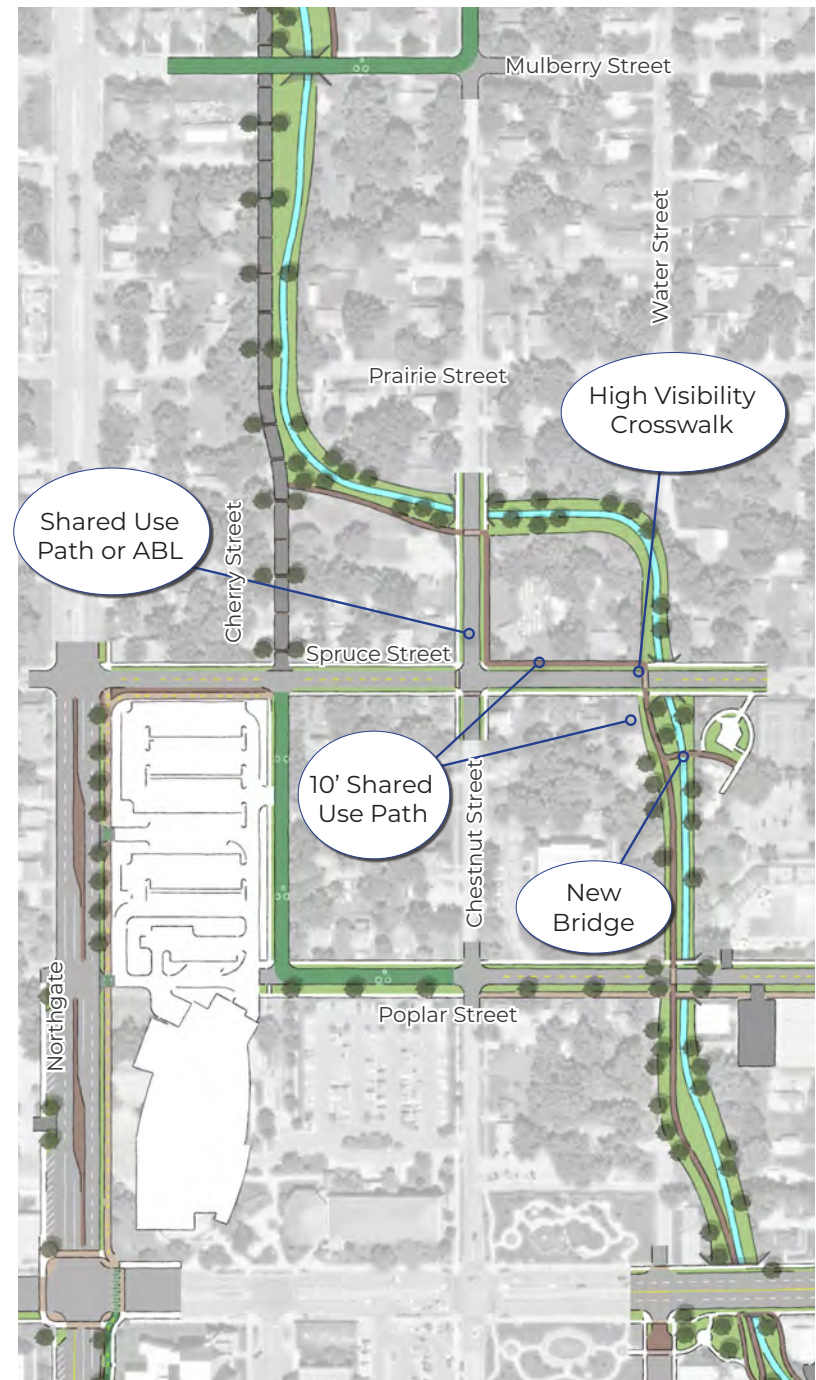 Mulberry Street
Water Street
Prairie Street
High Visibility
Crosswalk
Shared Use
Path or ABL
Cherry Street
Spruce Street
10’ Shared
Use Path
Chestnut Street
New
Bridge
Northgate
Poplar Street